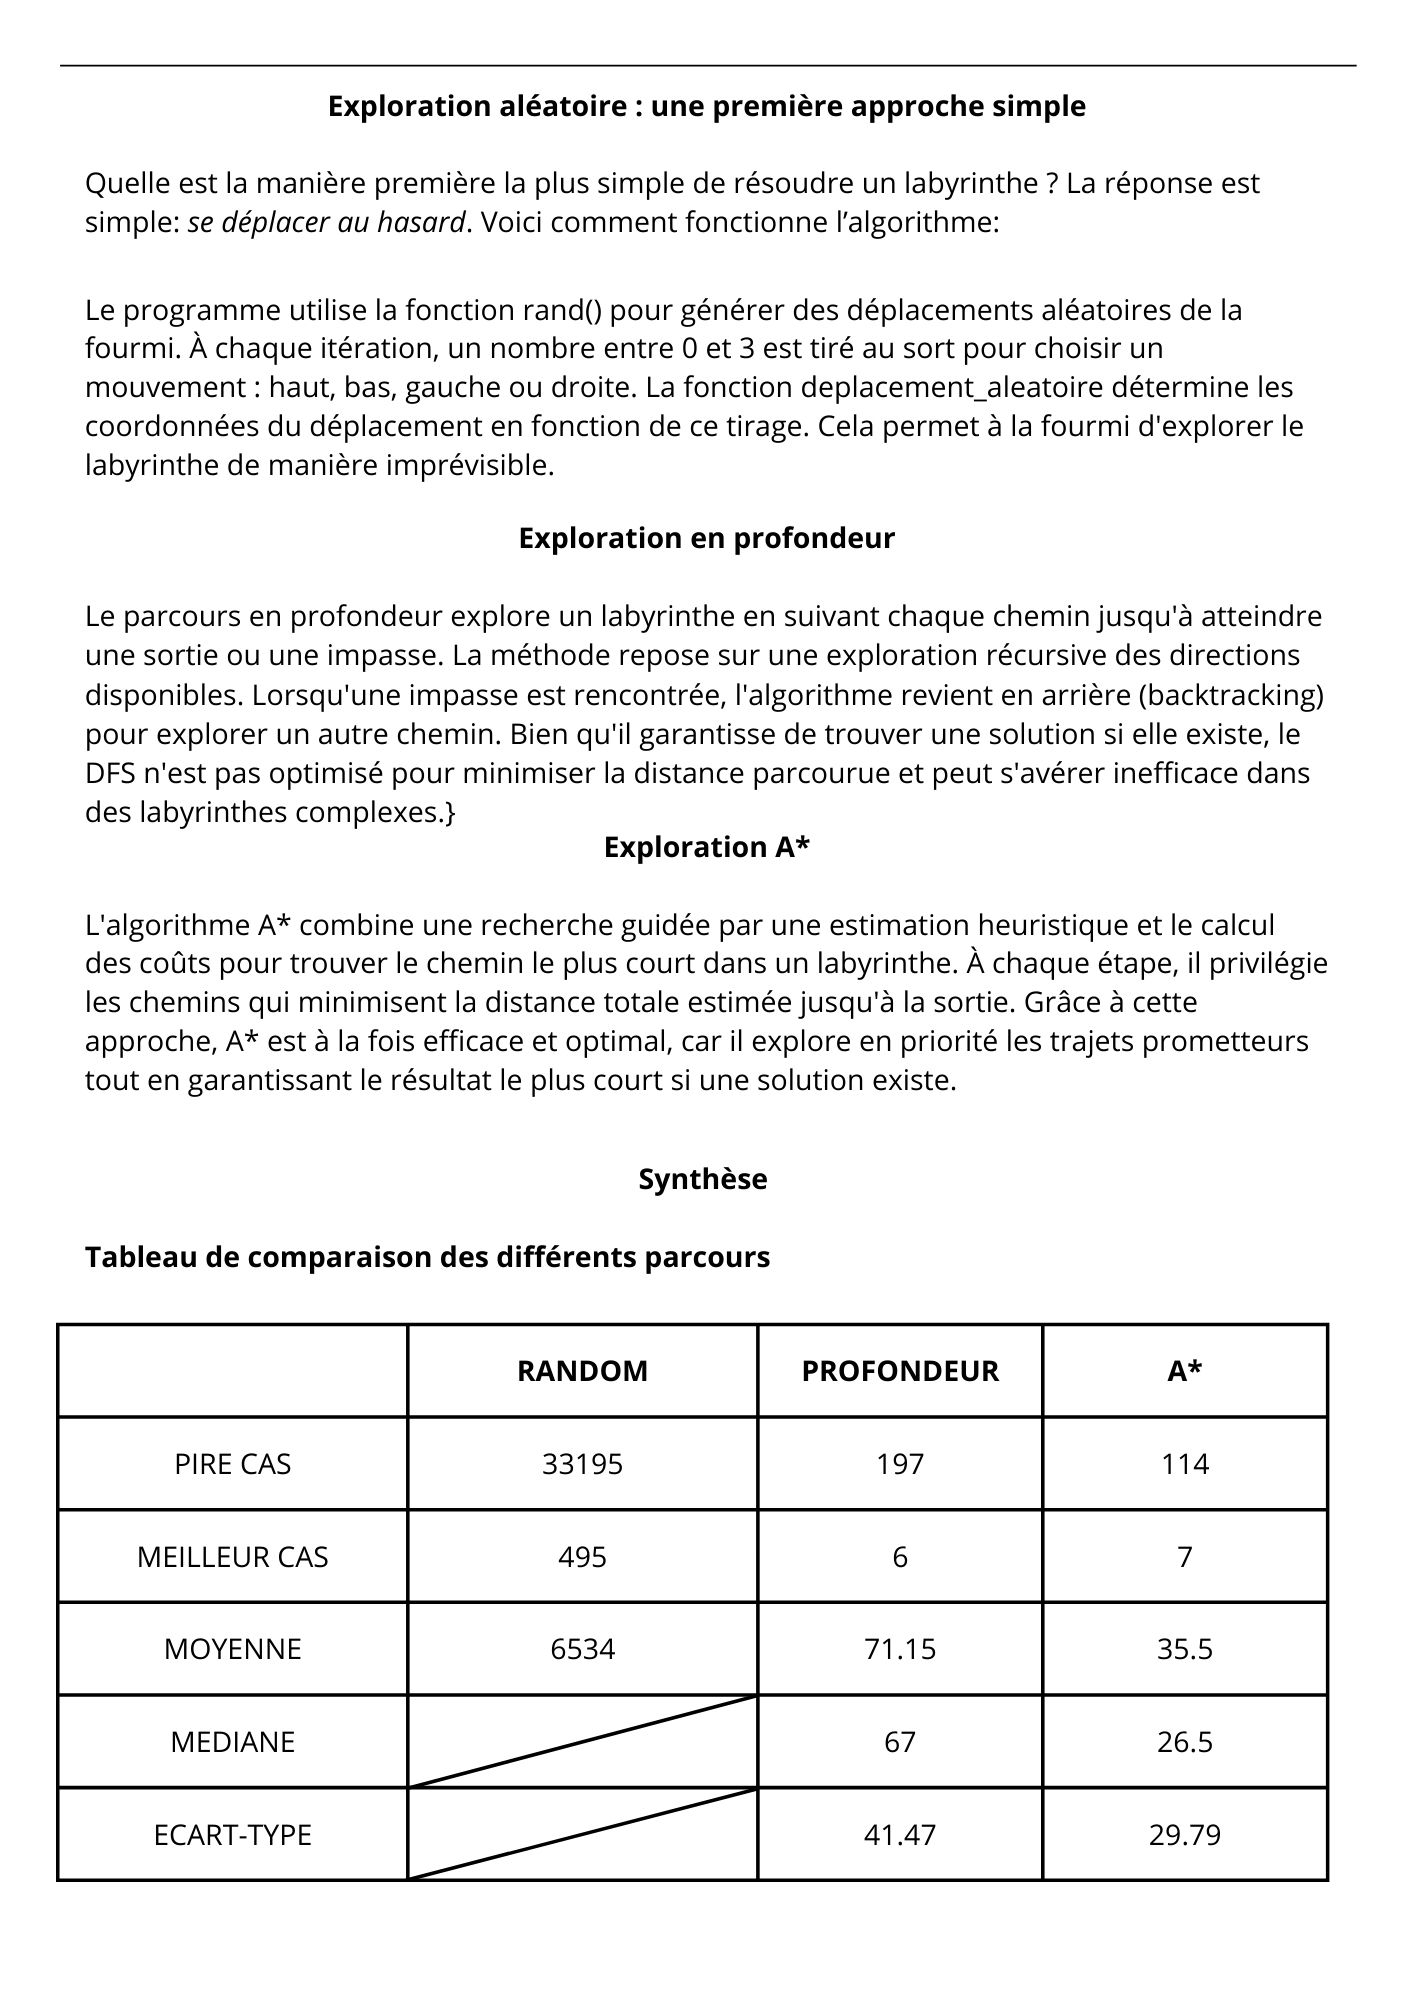 Exploration aléatoire : une première approche simple
Quelle est la manière première la plus simple de résoudre un labyrinthe ? La réponse est
simple: se déplacer au hasard. Voici comment fonctionne l’algorithme:
Le programme utilise la fonction rand() pour générer des déplacements aléatoires de la
fourmi. À chaque itération, un nombre entre 0 et 3 est tiré au sort pour choisir un
mouvement : haut, bas, gauche ou droite. La fonction deplacement_aleatoire détermine les
coordonnées du déplacement en fonction de ce tirage. Cela permet à la fourmi d'explorer le
labyrinthe de manière imprévisible.
Exploration en profondeur
Le parcours en profondeur explore un labyrinthe en suivant chaque chemin jusqu'à atteindre
une sortie ou une impasse. La méthode repose sur une exploration récursive des directions
disponibles. Lorsqu'une impasse est rencontrée, l'algorithme revient en arrière (backtracking)
pour explorer un autre chemin. Bien qu'il garantisse de trouver une solution si elle existe, le
DFS n'est pas optimisé pour minimiser la distance parcourue et peut s'avérer inefficace dans
des labyrinthes complexes.}
Exploration A*
L'algorithme A* combine une recherche guidée par une estimation heuristique et le calcul
des coûts pour trouver le chemin le plus court dans un labyrinthe. À chaque étape, il privilégie
les chemins qui minimisent la distance totale estimée jusqu'à la sortie. Grâce à cette
approche, A* est à la fois efficace et optimal, car il explore en priorité les trajets prometteurs
tout en garantissant le résultat le plus court si une solution existe.
Synthèse
Tableau de comparaison des différents parcours
RANDOM PROFONDEUR A*
PIRE CAS 33195 197 114
MEILLEUR CAS 495 6 7
MOYENNE 6534 71.15 35.5
MEDIANE 67 26.5
ECART-TYPE 41.47 29.79